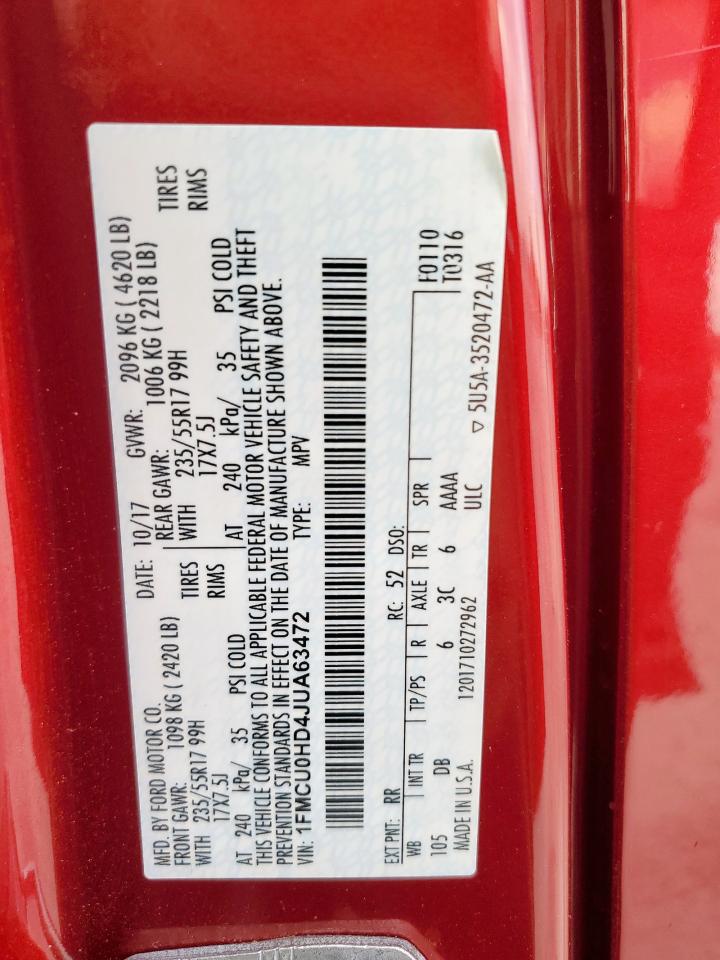 MFD. BY FORD MOTOR CO. DATE: 10/17 GVWR: 2096 KG ( 4620 LB)
FRONT GAWR: 1098 KG ( 2420 LB) REAR GAWR: 1006 KG ( 2218 LB)
WITH 235/55R17 99H TIRES WITH 235/55R17 99H TIRES
17X7.5J RIMS 17X7.5J RIMS
AT 240 kPa/ 35 PSI COLD AT 240 kPa/ 35 PSI COLD
THIS VEHICLE CONFORMS TO ALL APPLICABLE FEDERAL MOTOR VEHICLE SAFETY AND THEFT
PREVENTION STANDARDS IN EFFECT ON THE DATE OF MANUFACTURE SHOWN ABOVE.
VIN: 1FMCU0HD4JUA63472 TYPE: MPV
EXT PNT: RR RC: 52 DSO: F0110
WB INT TR TP/PS R AXLE TR SPR T0316
105 DB 6 3C 6 AAAA
MADE IN U.S.A. 1201710272962 ULC
▽ 5U5A-3520472-AA